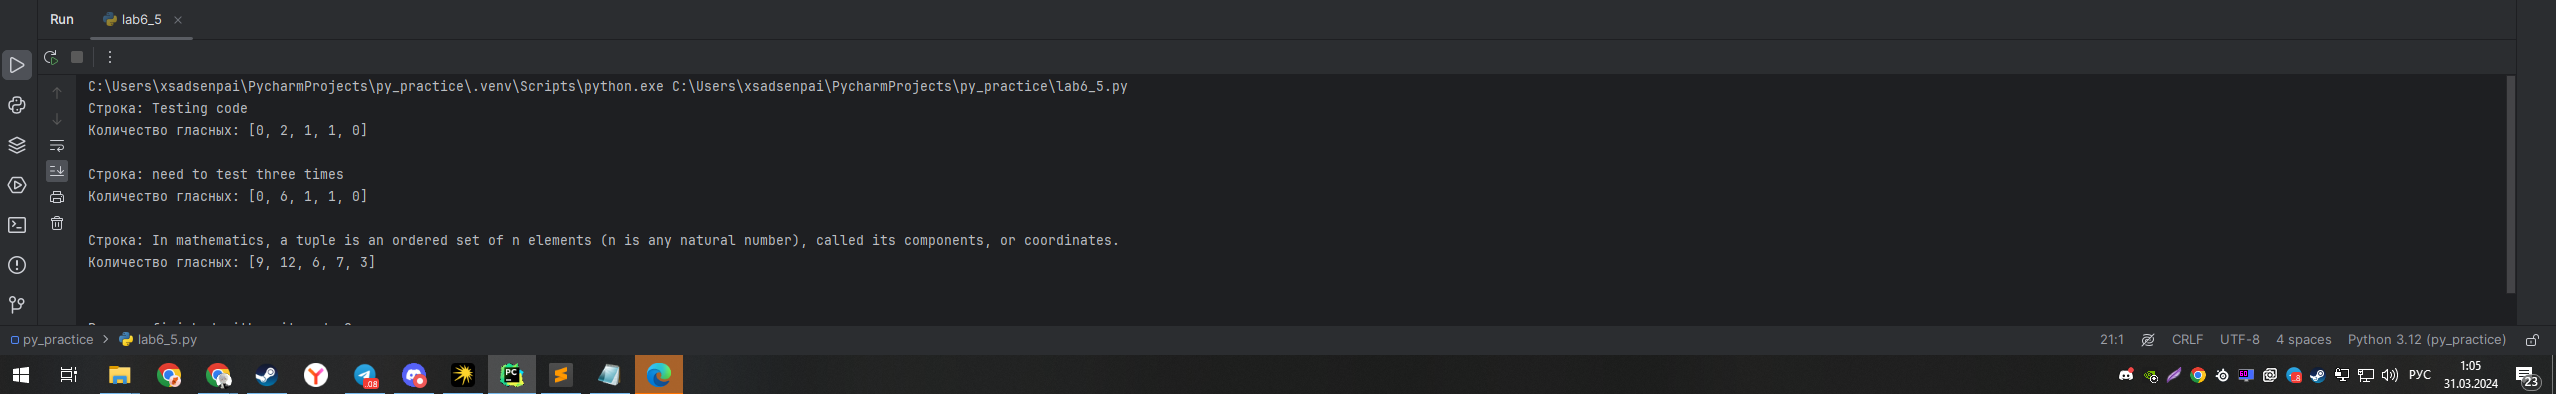 Run lab6_5
C:\Users\xsadsenpai\PycharmProjects\py_practice\.venv\Scripts\python.exe C:\Users\xsadsenpai\PycharmProjects\py_practice\lab6_5.py
Строка: Testing code
Количество гласных: [0, 2, 1, 1, 0]
Строка: need to test three times
Количество гласных: [0, 6, 1, 1, 0]
Строка: In mathematics, a tuple is an ordered set of n elements (n is any natural number), called its components, or coordinates.
Количество гласных: [9, 12, 6, 7, 3]
py_practice > lab6_5.py 21:1 CRLF UTF-8 4 spaces Python 3.12 (py_practice)
PC .08 РУС 1:05
31.03.2024 23